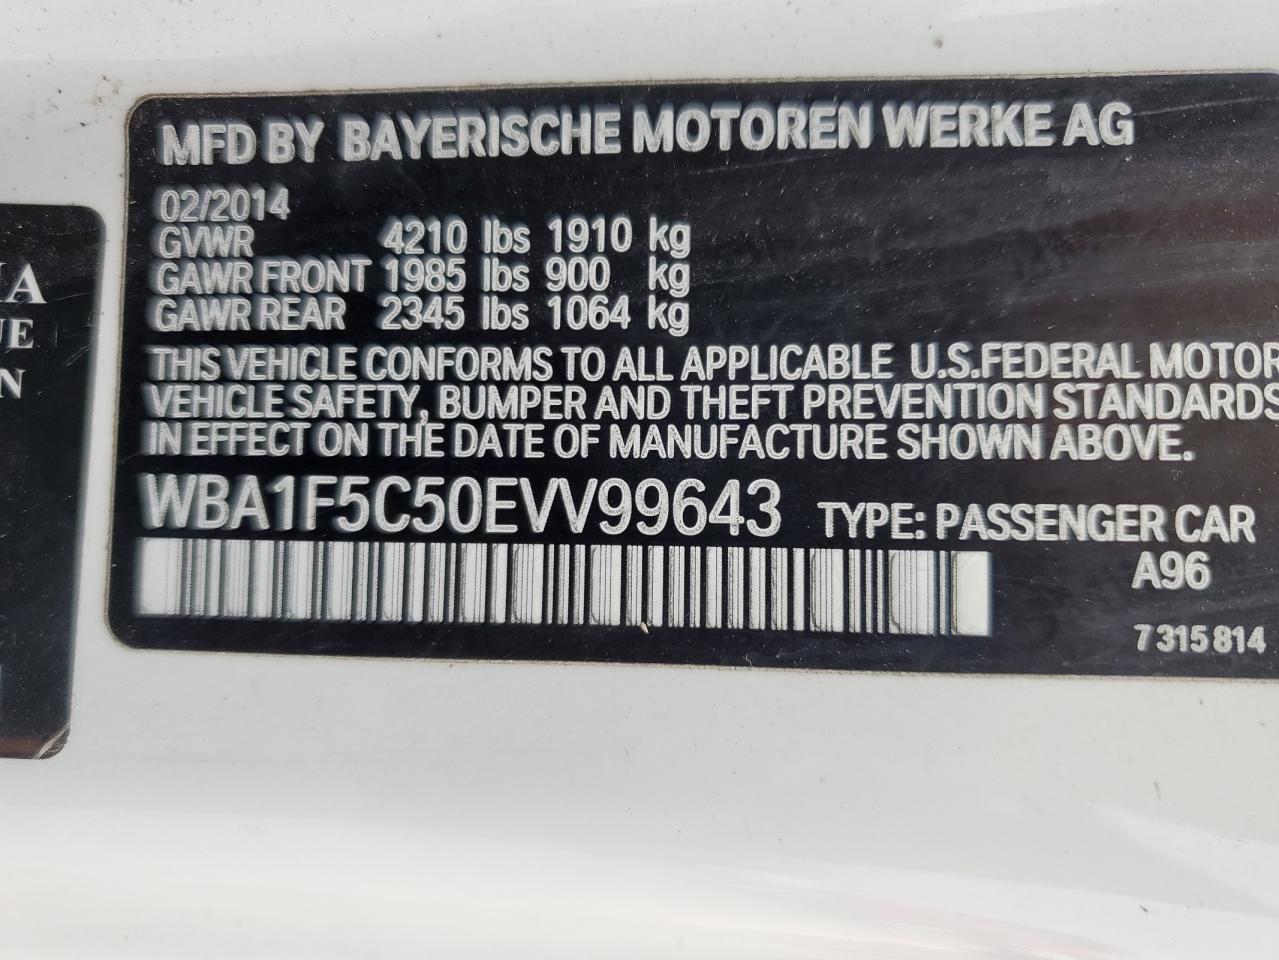 MFD BY BAYERISCHE MOTOREN WERKE AG
02/2014
GVWR 4210 lbs 1910 kg
GAWR FRONT 1985 lbs 900 kg
GAWR REAR 2345 lbs 1064 kg
THIS VEHICLE CONFORMS TO ALL APPLICABLE U.S.FEDERAL MOTOR
VEHICLE SAFETY, BUMPER AND THEFT PREVENTION STANDARDS
IN EFFECT ON THE DATE OF MANUFACTURE SHOWN ABOVE.
WBA1F5C50EVV99643 TYPE: PASSENGER CAR
A96
7 315 814